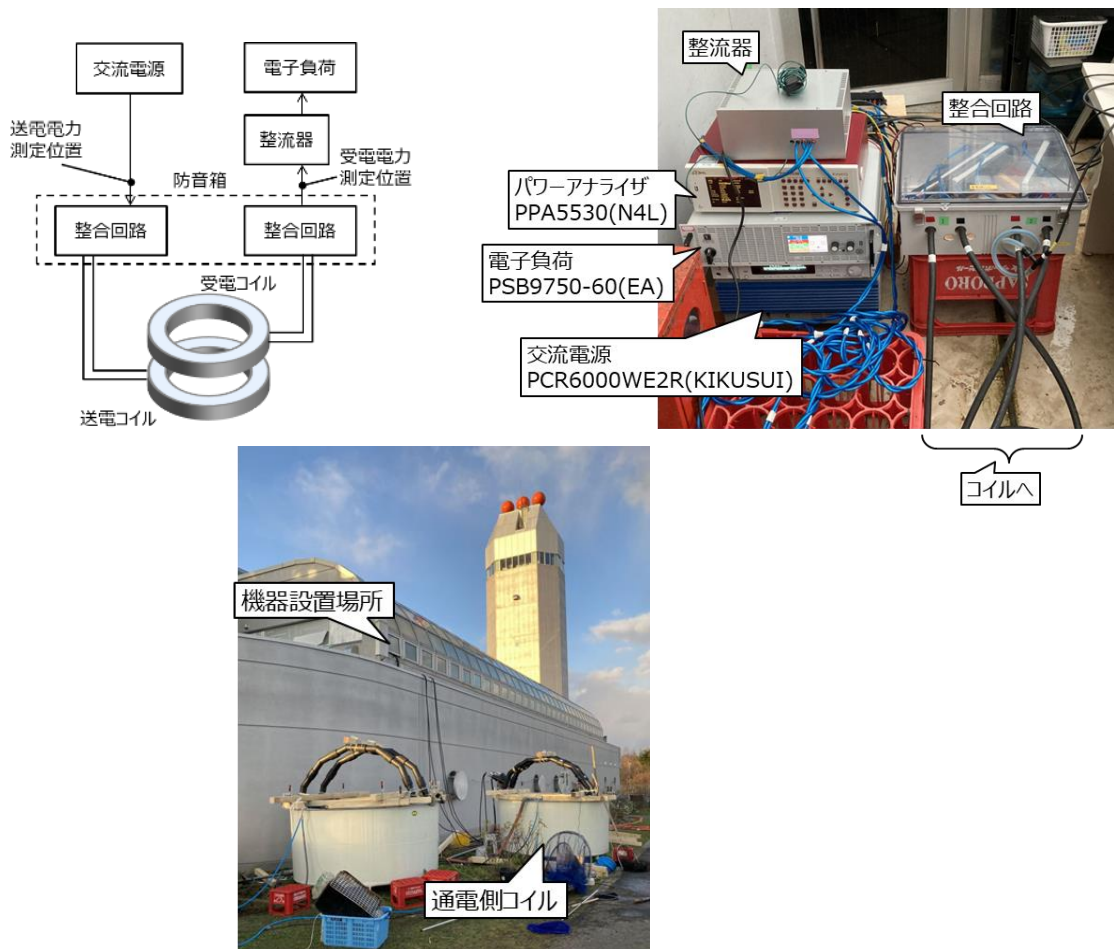 交流電源
電子負荷
送電電力
測定位置
整流器
受電電力
測定位置
防音箱
整合回路
整合回路
受電コイル
送電コイル
整流器
整合回路
パワーアナライザ
PPA5530(N4L)
電子負荷
PSB9750-60(EA)
交流電源
PCR6000WE2R(KIKUSUI)
SAPPORO
コイルへ
機器設置場所
通電側コイル